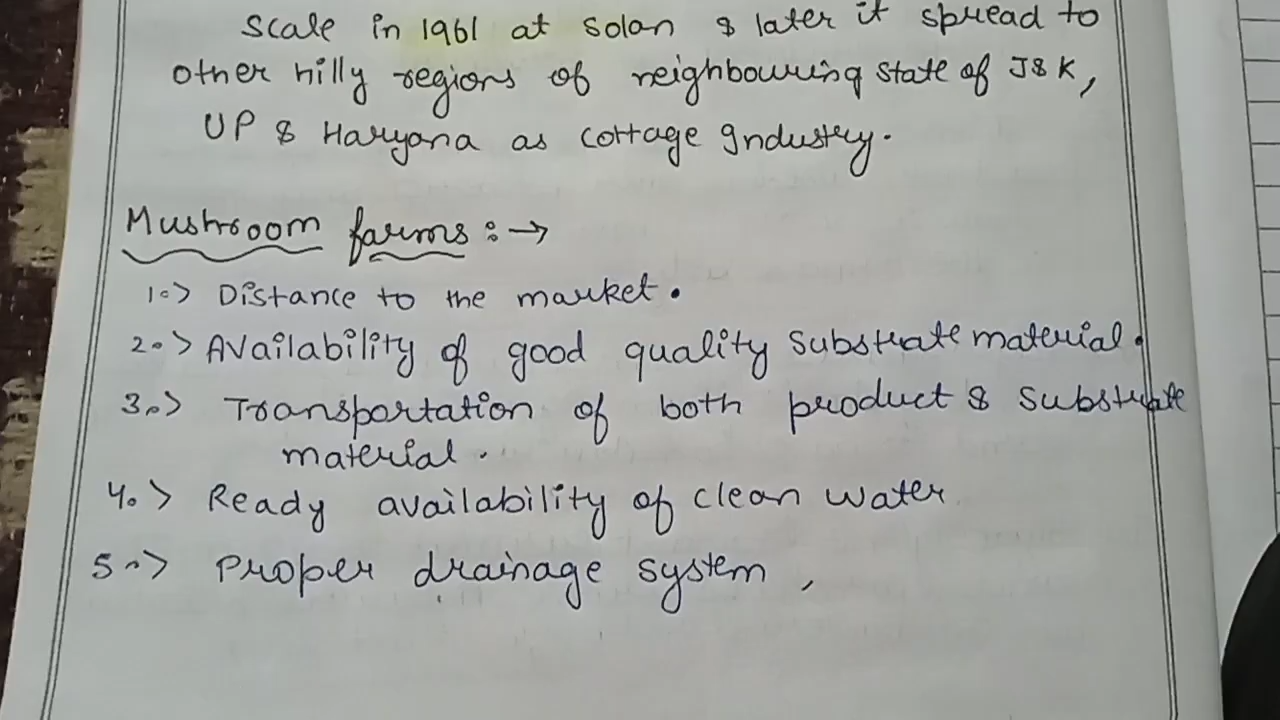 Scale in 1961 at Solan & later it spread to
other hilly regions of neighbouring state of J&K,
UP & Haryana as cottage Industry.
Mushroom farms :→
1.> Distance to the market.
2.> Availability of good quality substrate material.
3.> Transportation of both product & substrate
material.
4.> Ready availability of clean water
5.> Proper drainage system,